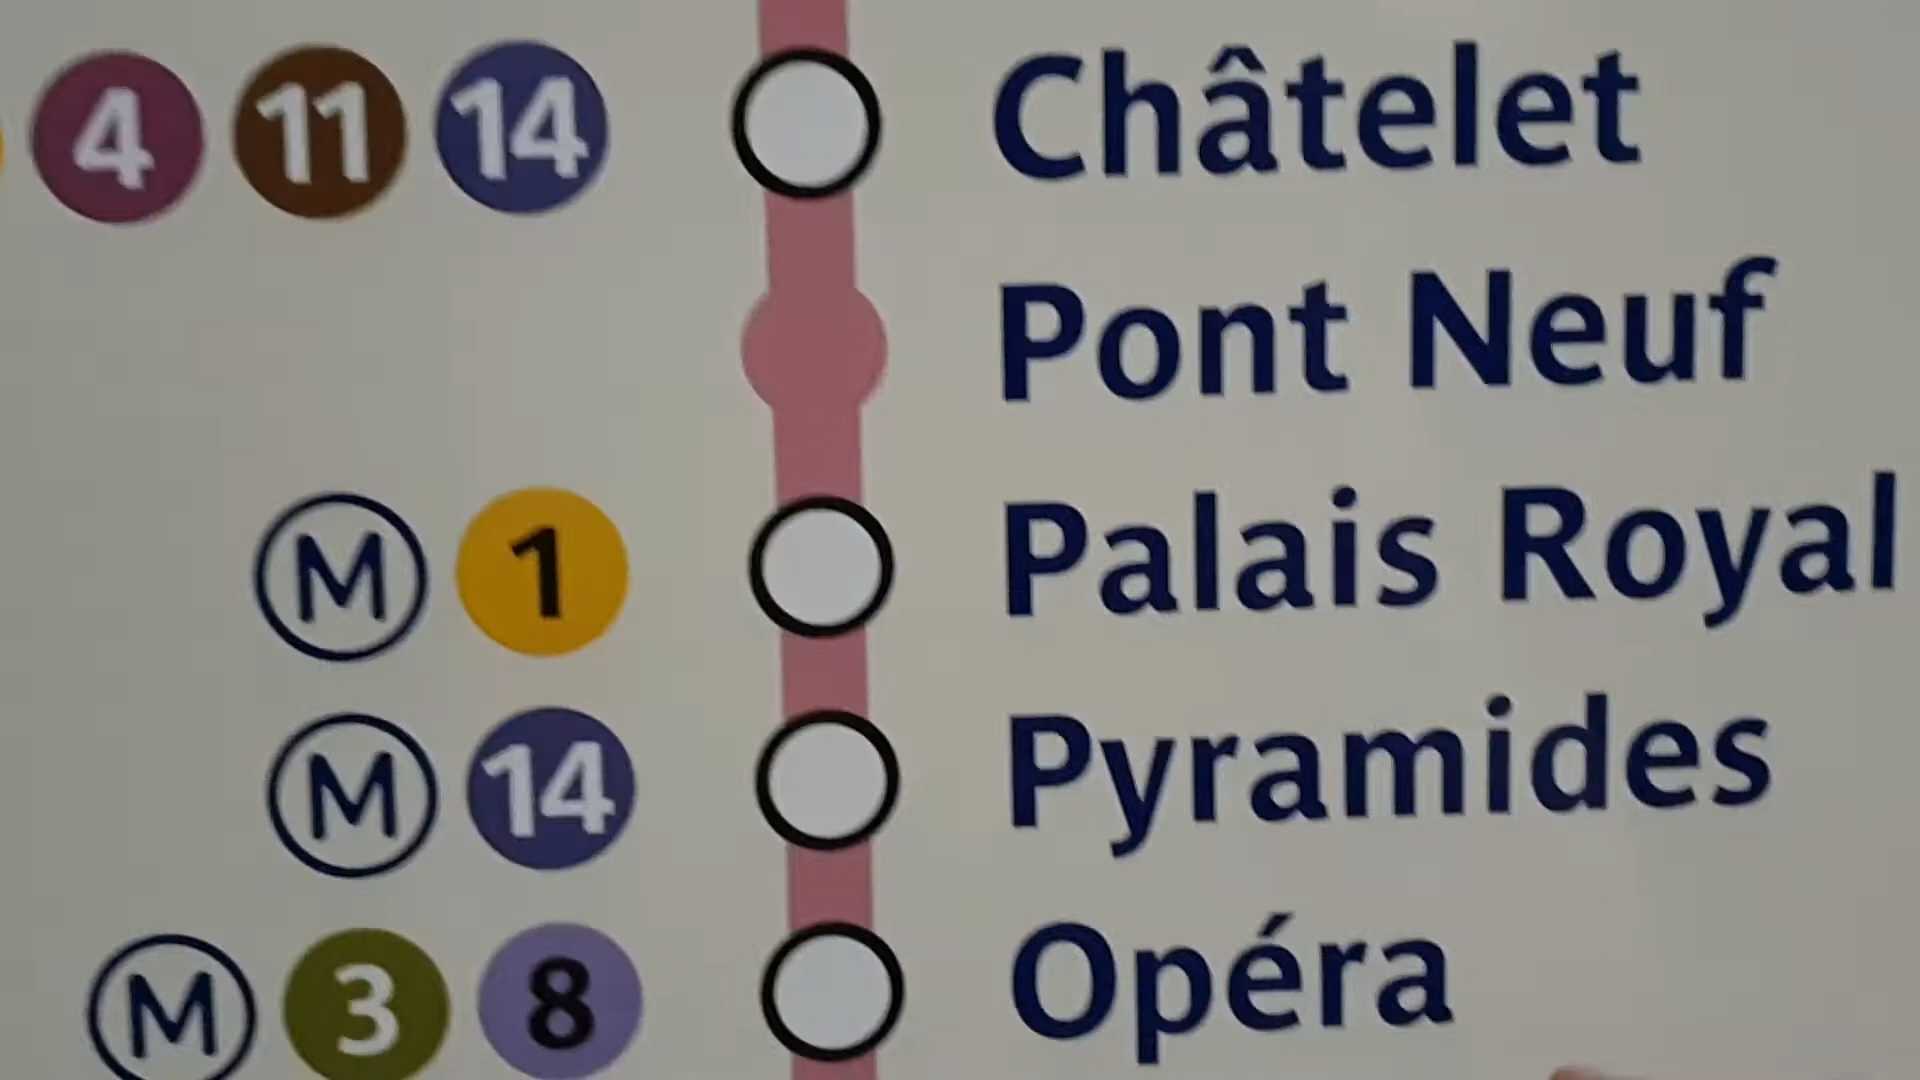 4 11 14 Châtelet
Pont Neuf
M 1 Palais Royal
M 14 Pyramides
M 3 8 Opéra